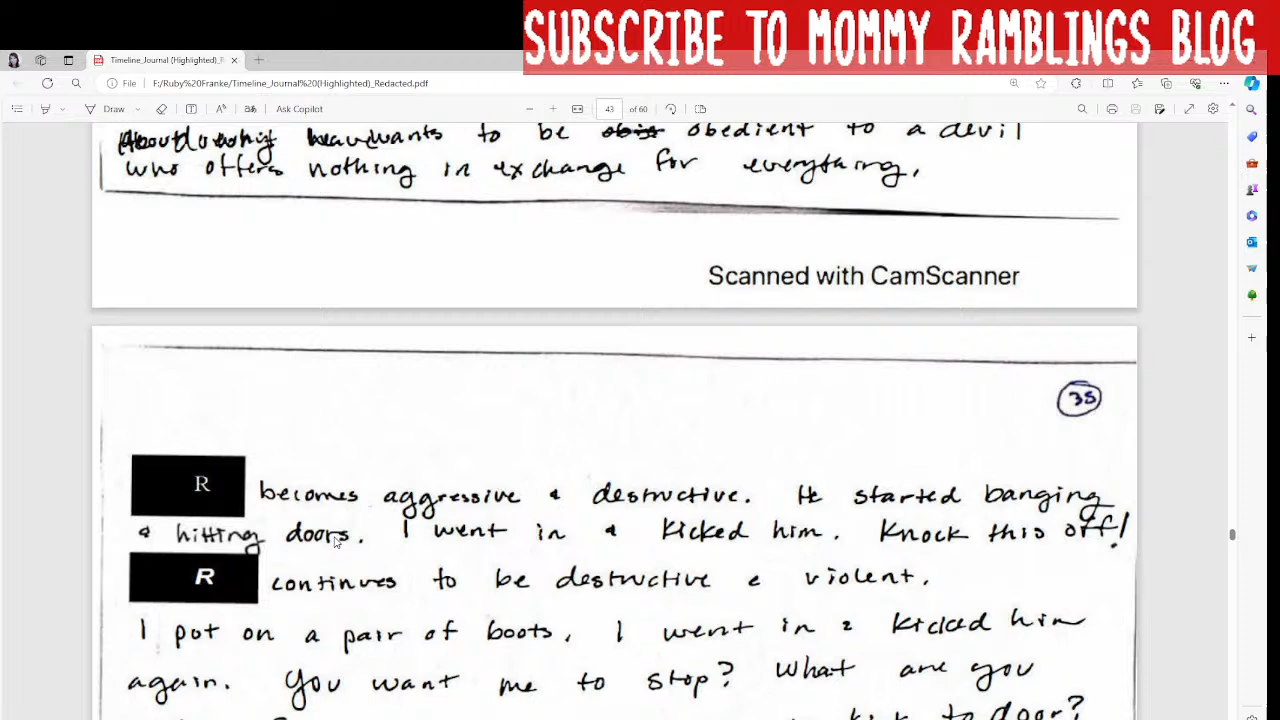 SUBSCRIBE TO MOMMY RAMBLINGS BLOG
Timeline_Journal (Highlighted)_R
File F:/Ruby%20Franke/Timeline_Journal%20(Highlighted)_Redacted.pdf
Draw Ask Copilot 43 of 60
wants to be obedient to a devil
who offers nothing in exchange for everything.
Scanned with CamScanner
35
R becomes aggressive & destructive. He started banging
& hitting doors. I went in & kicked him. Knock this off!
R continues to be destructive & violent.
I put on a pair of boots. I went in & kicked him
again. You want me to stop? What are you
kick to door?